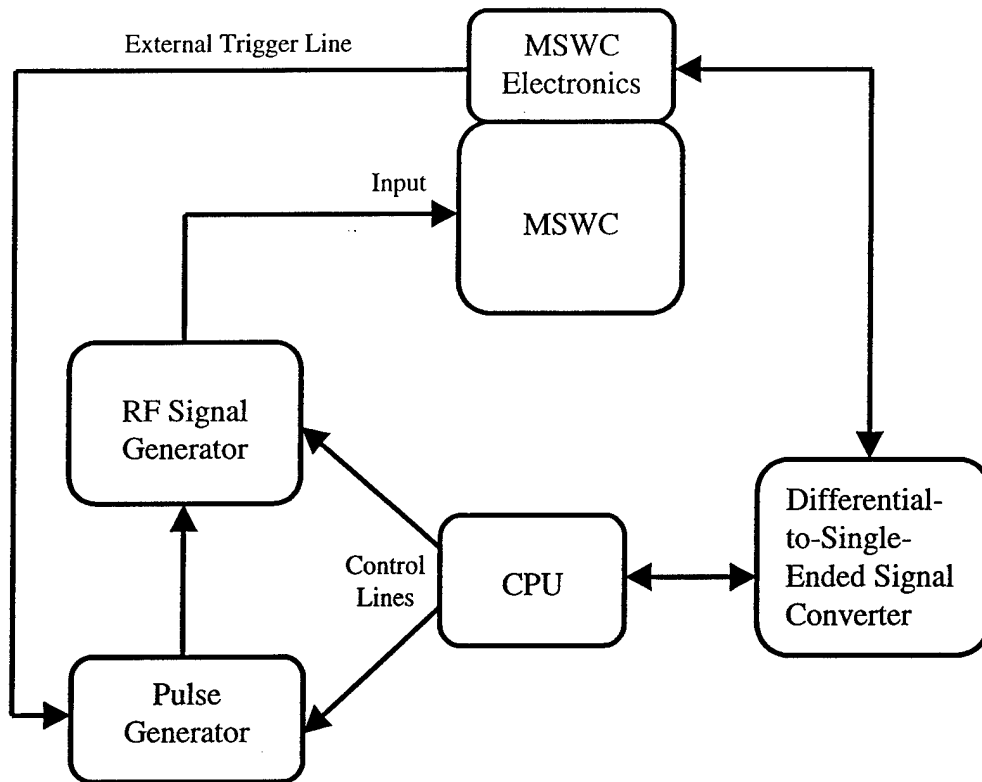 External Trigger Line
MSWC
Electronics
Input
MSWC
RF Signal
Generator
Differential-
to-Single-
Ended Signal
Converter
Control
Lines
CPU
Pulse
Generator